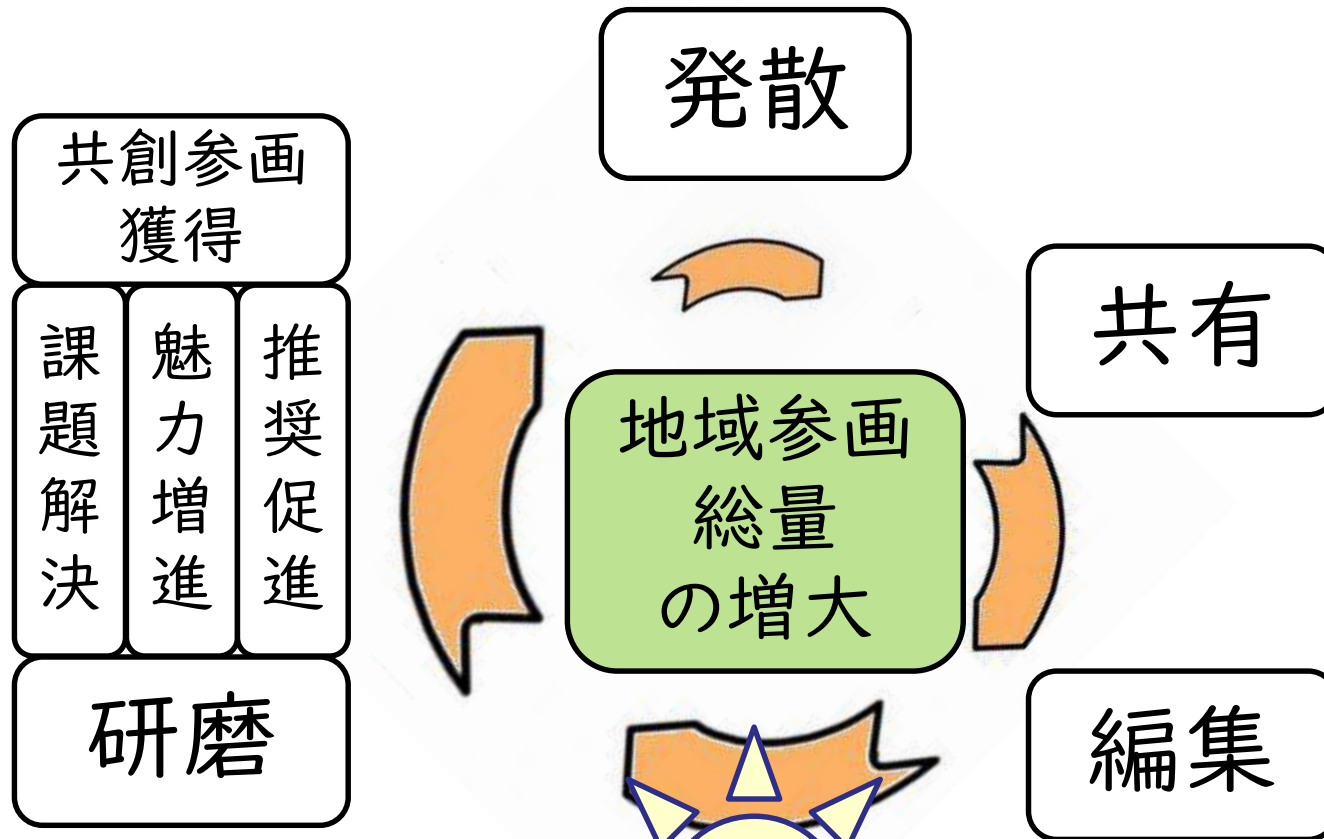 発散
共有
編集
共創参画
獲得
課題解決
魅力増進
推奨促進
研磨
地域参画
総量
の増大